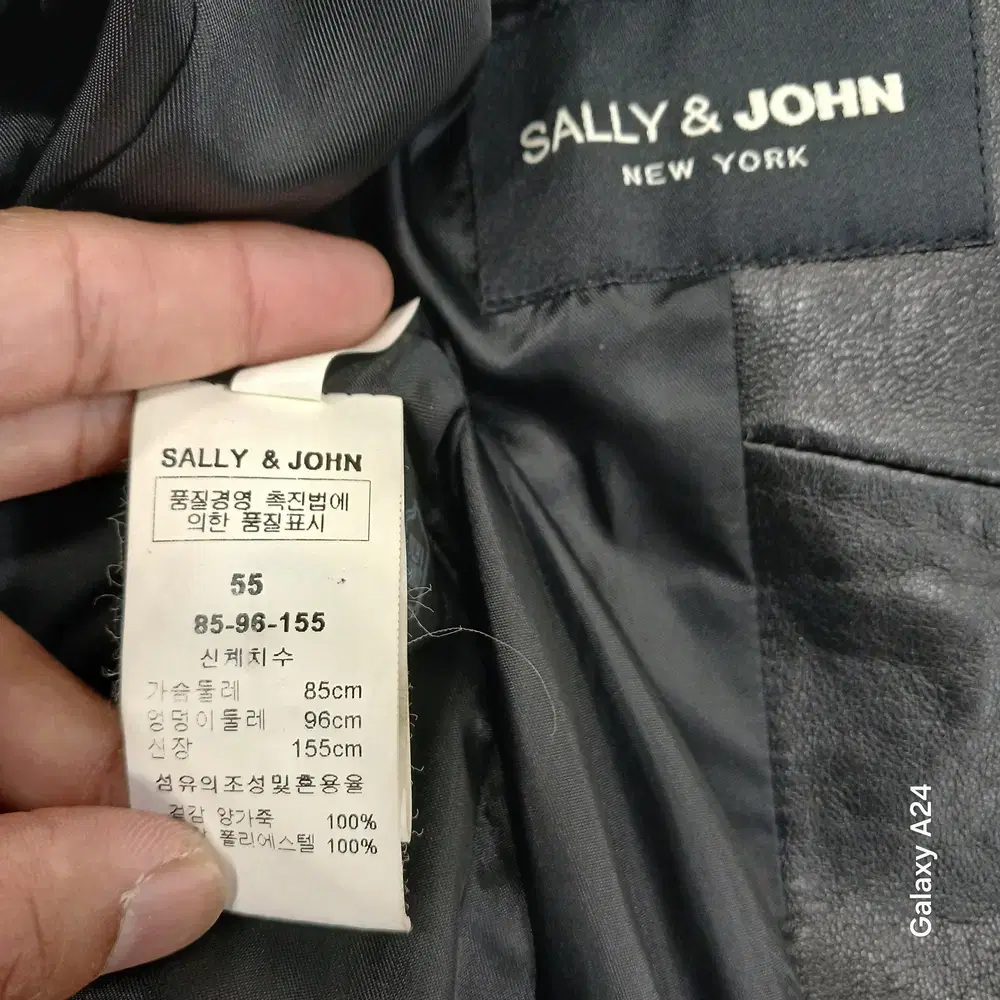 SALLY & JOHN
NEW YORK
SALLY & JOHN
품질경영 촉진법에
의한 품질표시
55
85-96-155
신체치수
가슴둘레 85cm
엉덩이둘레 96cm
신장 155cm
섬유의조성및혼용율
겉감 양가죽 100%
폴리에스텔 100%
Galaxy A24